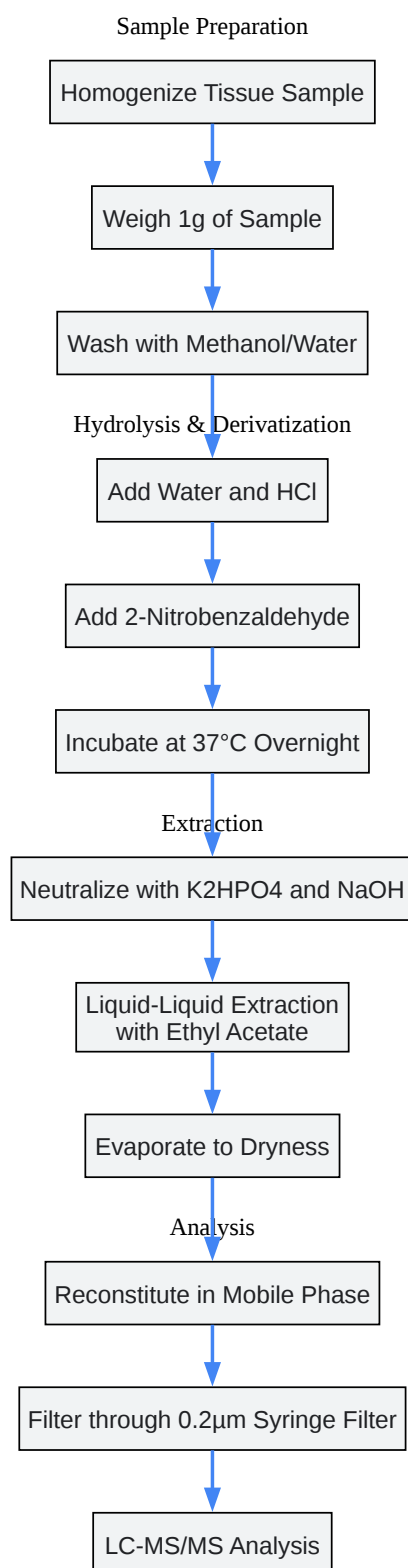 Sample Preparation
Homogenize Tissue Sample
Weigh 1g of Sample
Wash with Methanol/Water
Hydrolysis & Derivatization
Add Water and HCl
Add 2-Nitrobenzaldehyde
Incubate at 37°C Overnight
Extraction
Neutralize with K2HPO4 and NaOH
Liquid-Liquid Extraction
with Ethyl Acetate
Evaporate to Dryness
Analysis
Reconstitute in Mobile Phase
Filter through 0.2µm Syringe Filter
LC-MS/MS Analysis